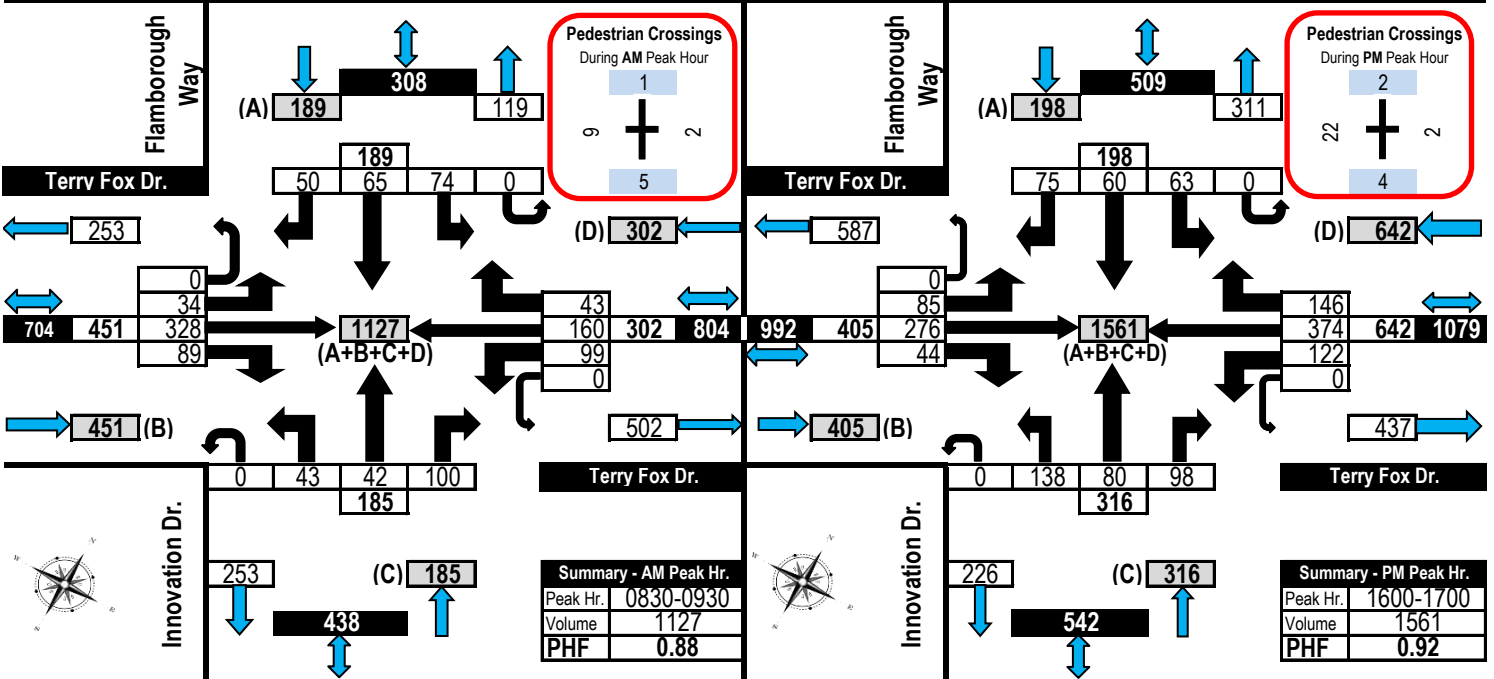 Flamborough
Way
(A)
189
308
119
Pedestrian Crossings
During AM Peak Hour
1
9
2
5
189
50 65 74 0
Terry Fox Dr.
253
(D) 302
0
34
328
89
704 451
1127
(A+B+C+D)
43
160
99
0
302 804
451 (B)
502
0 43 42 100
185
Terry Fox Dr.
Innovation Dr.
N
W
E
S
253
438
(C) 185
Summary - AM Peak Hr.
Peak Hr. 0830-0930
Volume 1127
PHF 0.88
Flamborough
Way
(A)
198
509
311
Pedestrian Crossings
During PM Peak Hour
2
22
2
4
198
75 60 63 0
Terry Fox Dr.
587
(D) 642
0
85
276
44
992 405
1561
(A+B+C+D)
146
374
122
0
642 1079
405 (B)
437
0 138 80 98
316
Terry Fox Dr.
Innovation Dr.
N
W
E
S
226
542
(C) 316
Summary - PM Peak Hr.
Peak Hr. 1600-1700
Volume 1561
PHF 0.92